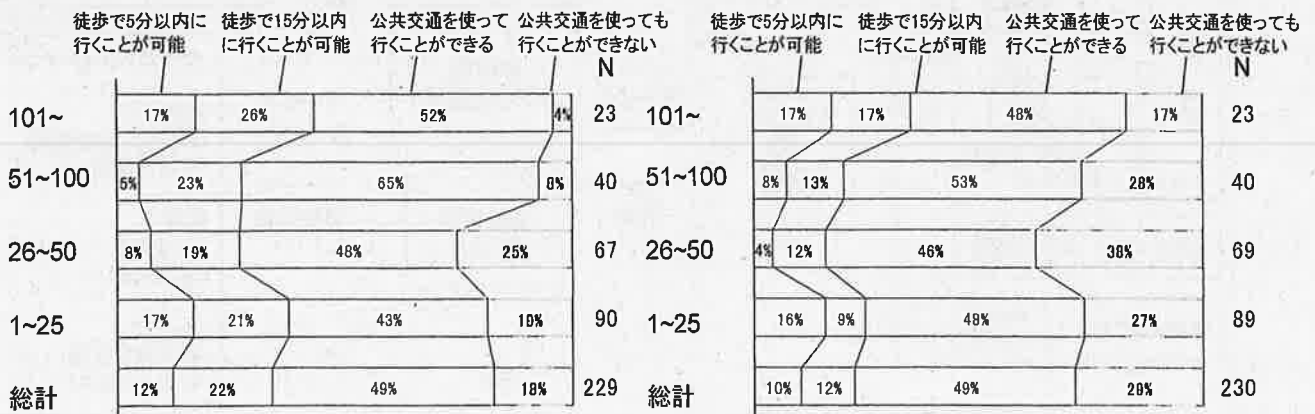 徒歩で5分以内に 徒歩で15分以内 公共交通を使って 公共交通を使っても
行くことが可能 に行くことが可能 行くことができる 行くことができない
N
101~ 17% 26% 52% 4% 23
51~100 5% 23% 65% 8% 40
26~50 8% 19% 48% 25% 67
1~25 17% 21% 43% 19% 90
総計 12% 22% 49% 18% 229
徒歩で5分以内に 徒歩で15分以内 公共交通を使って 公共交通を使っても
行くことが可能 に行くことが可能 行くことができる 行くことができない
N
101~ 17% 17% 48% 17% 23
51~100 8% 13% 53% 28% 40
26~50 4% 12% 46% 38% 69
1~25 16% 9% 48% 27% 89
総計 10% 12% 49% 230